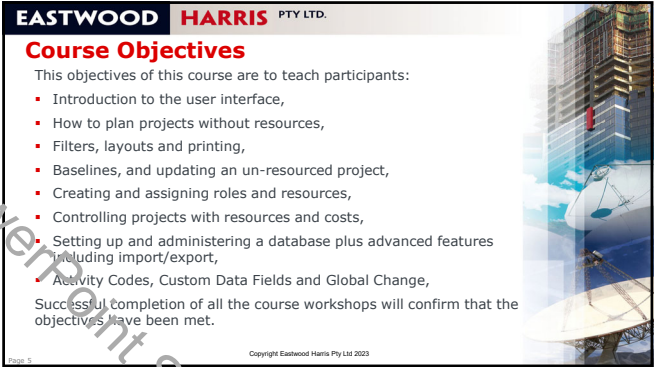 EASTWOOD HARRIS PTY LTD.
Course Objectives
This objectives of this course are to teach participants:
▪ Introduction to the user interface,
▪ How to plan projects without resources,
▪ Filters, layouts and printing,
▪ Baselines, and updating an un-resourced project,
▪ Creating and assigning roles and resources,
▪ Controlling projects with resources and costs,
▪ Setting up and administering a database plus advanced features
including import/export,
▪ Activity Codes, Custom Data Fields and Global Change,
Successful completion of all the course workshops will confirm that the
objectives have been met.
Copyright Eastwood Harris Pty Ltd 2023
Page 5